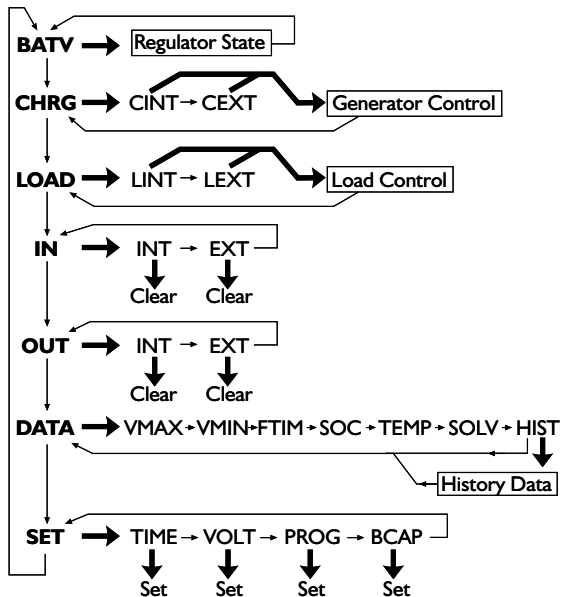 BATV Regulator State
CHRG CINT CEXT Generator Control
LOAD LINT LEXT Load Control
IN INT EXT
Clear Clear
OUT INT EXT
Clear Clear
DATA VMAX VMIN FTIM SOC TEMP SOLV HIST
History Data
SET TIME VOLT PROG BCAP
Set Set Set Set